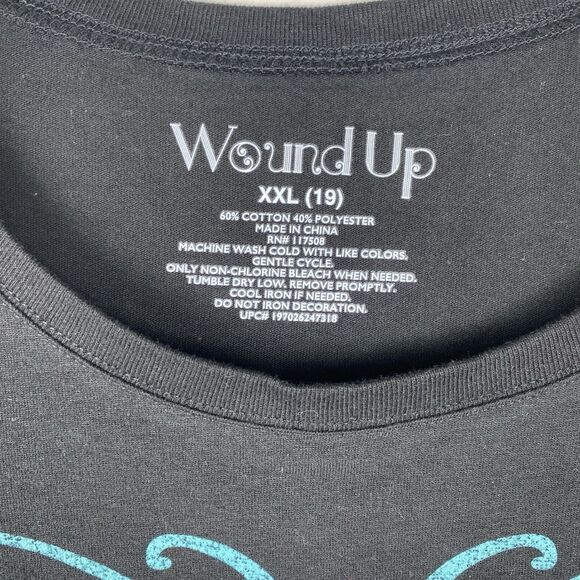 Wound Up
XXL (19)
60% COTTON 40% POLYESTER
MADE IN CHINA
RN# 117508
MACHINE WASH COLD WITH LIKE COLORS,
GENTLE CYCLE.
ONLY NON-CHLORINE BLEACH WHEN NEEDED.
TUMBLE DRY LOW. REMOVE PROMPTLY.
COOL IRON IF NEEDED.
DO NOT IRON DECORATION.
UPC# 197026247318